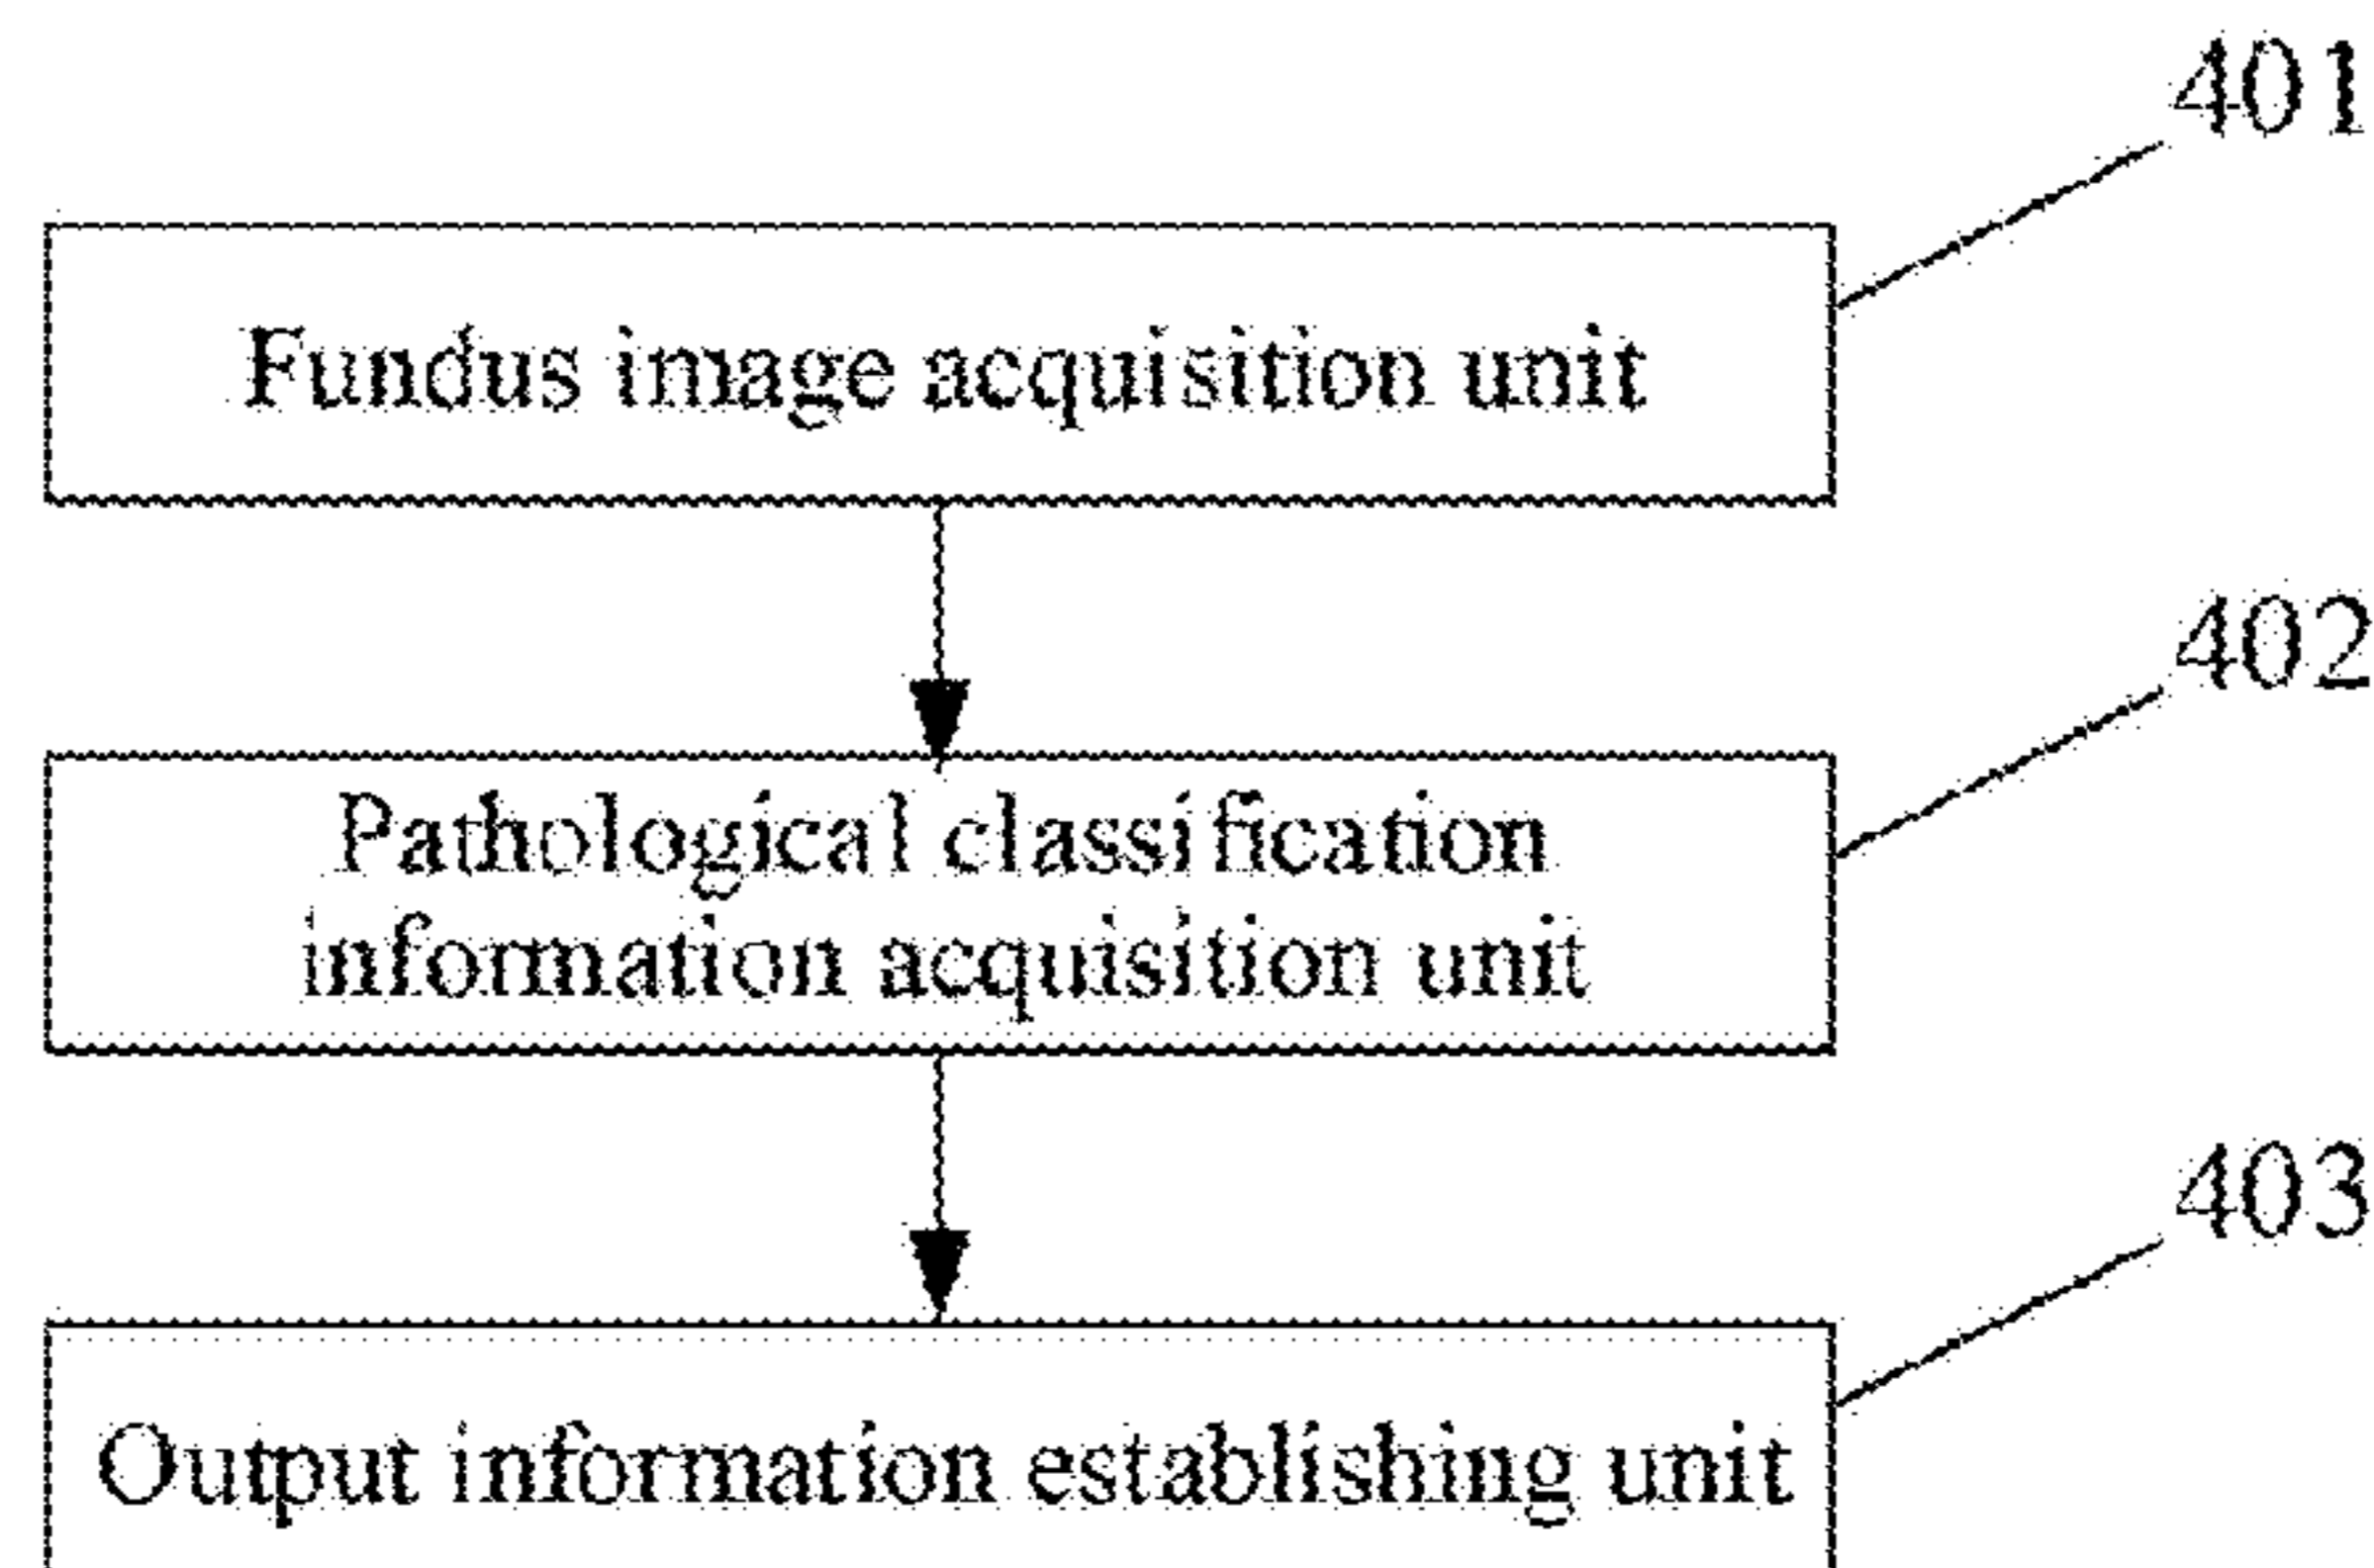 401
Fundus image acquisition unit
402
Pathological classification
information acquisition unit
403
Output information establishing unit